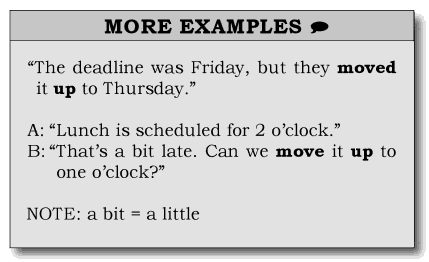 MORE EXAMPLES
“The deadline was Friday, but they moved
it up to Thursday.”
A: “Lunch is scheduled for 2 o’clock.”
B: “That’s a bit late. Can we move it up to
one o’clock?”
NOTE: a bit = a little